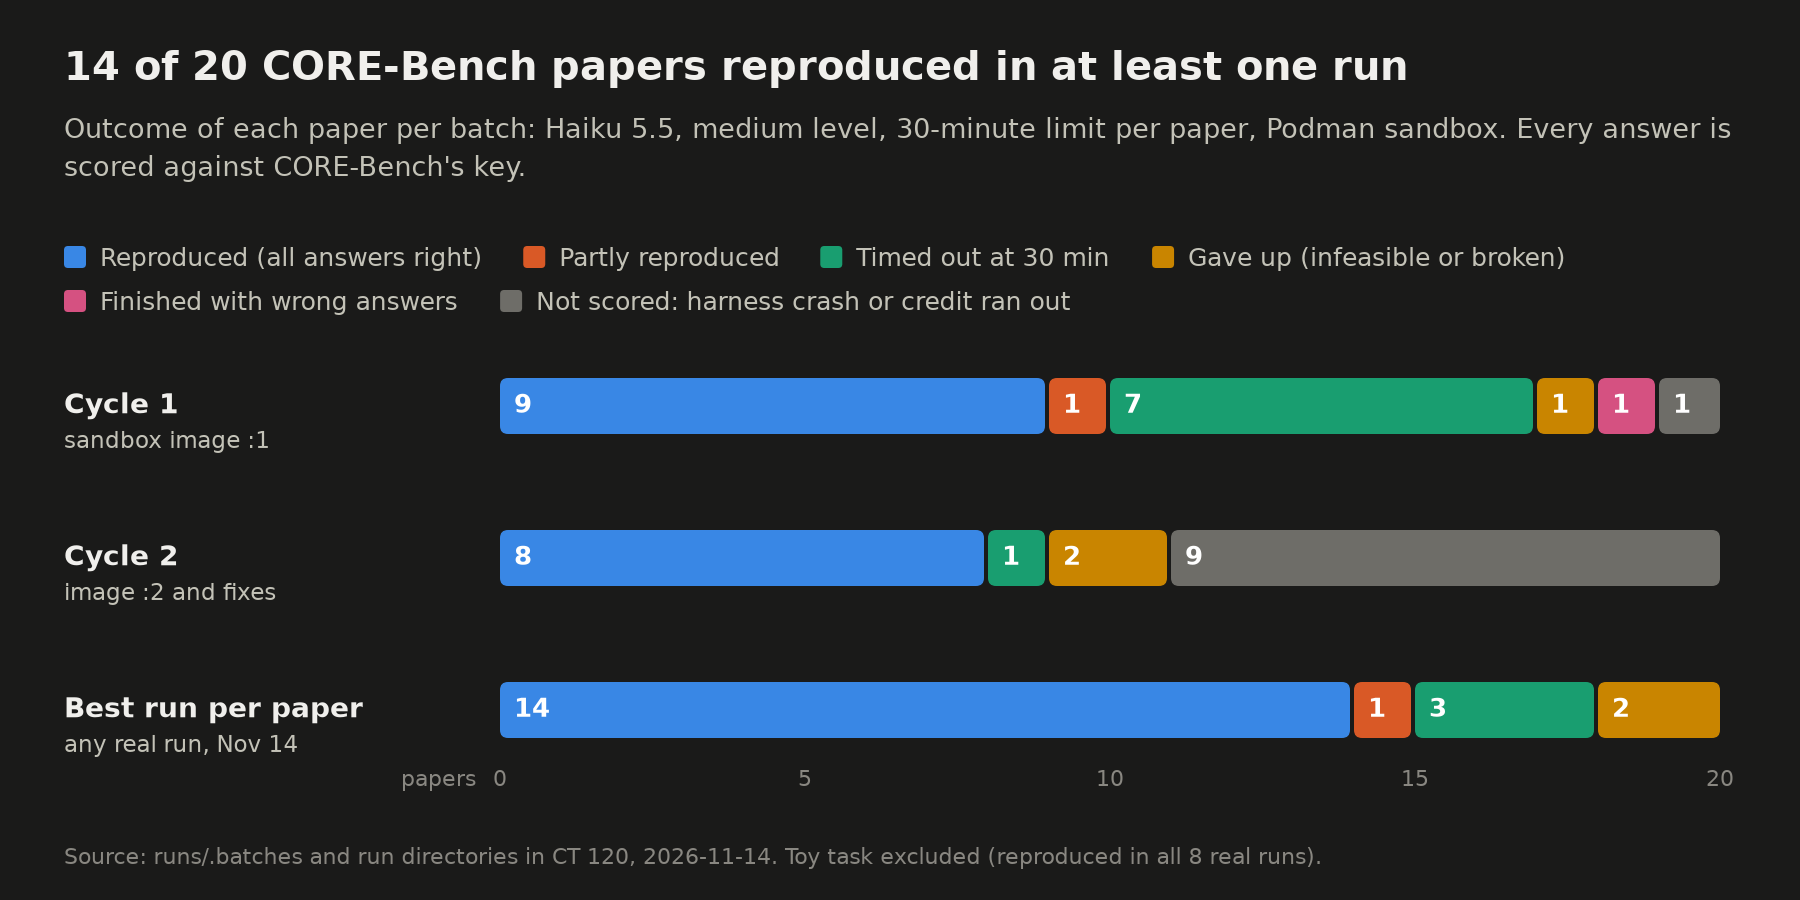 14 of 20 CORE-Bench papers reproduced in at least one run
Outcome of each paper per batch: Haiku 5.5, medium level, 30-minute limit per paper, Podman sandbox. Every answer is
scored against CORE-Bench's key.
Reproduced (all answers right) Partly reproduced Timed out at 30 min Gave up (infeasible or broken)
Finished with wrong answers Not scored: harness crash or credit ran out
Cycle 1 9 1 7 1 1 1
sandbox image :1
Cycle 2 8 1 2 9
image :2 and fixes
Best run per paper 14 1 3 2
any real run, Nov 14
papers 0 5 10 15 20
Source: runs/.batches and run directories in CT 120, 2026-11-14. Toy task excluded (reproduced in all 8 real runs).